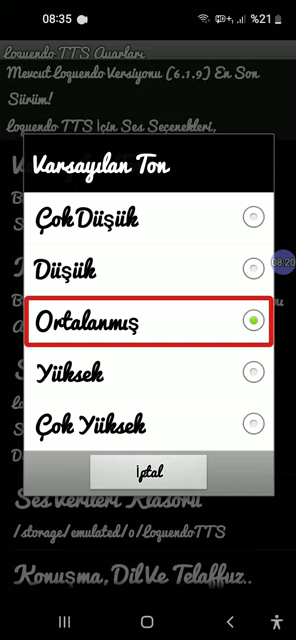 08:35
%21
Loquendo TTS Ayarları
Mevcut Loquendo Versiyonu (6.1.9) En Son
Sürüm!
Loquendo TTS İçin Ses Seçenekleri,
Varsayılan Ton
Çok Düşük
Düşük
08:20
Ortalanmış
Yüksek
Çok Yüksek
İptal
Ses Verileri Klasörü
/storage/emulated/0/LoquendoTTS
Konuşma, Dil Ve Telaffuz..